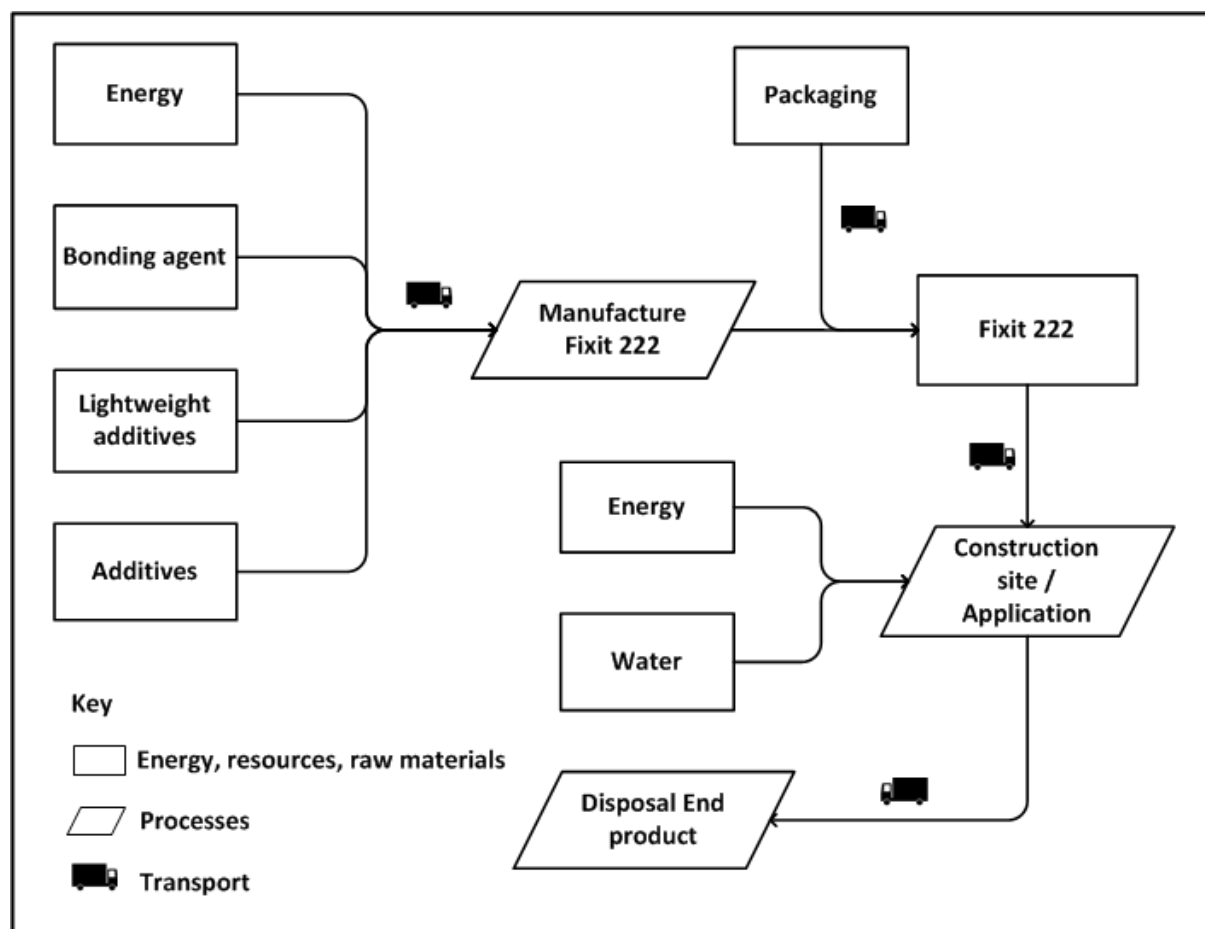 Energy
Packaging
Bonding agent
Manufacture
Fixit 222
Fixit 222
Lightweight
additives
Energy
Construction
site /
Application
Additives
Water
Key
Energy, resources, raw materials
Disposal End
product
Processes
Transport